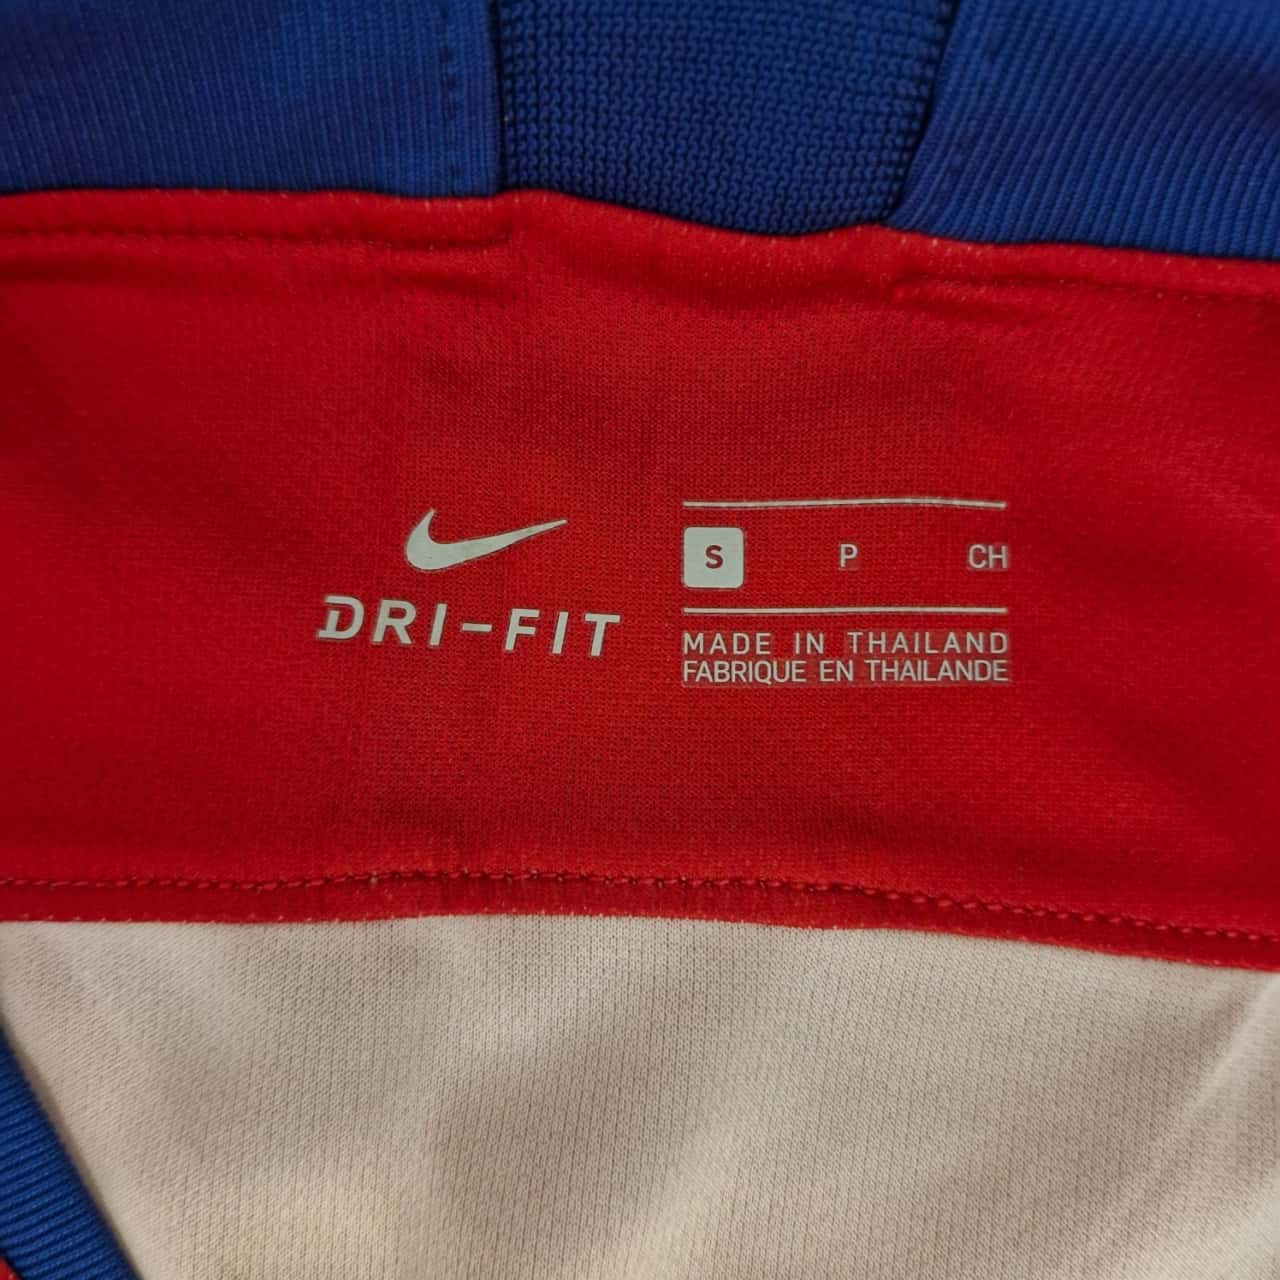 DRI-FIT
S P CH
MADE IN THAILAND
FABRIQUE EN THAILANDE